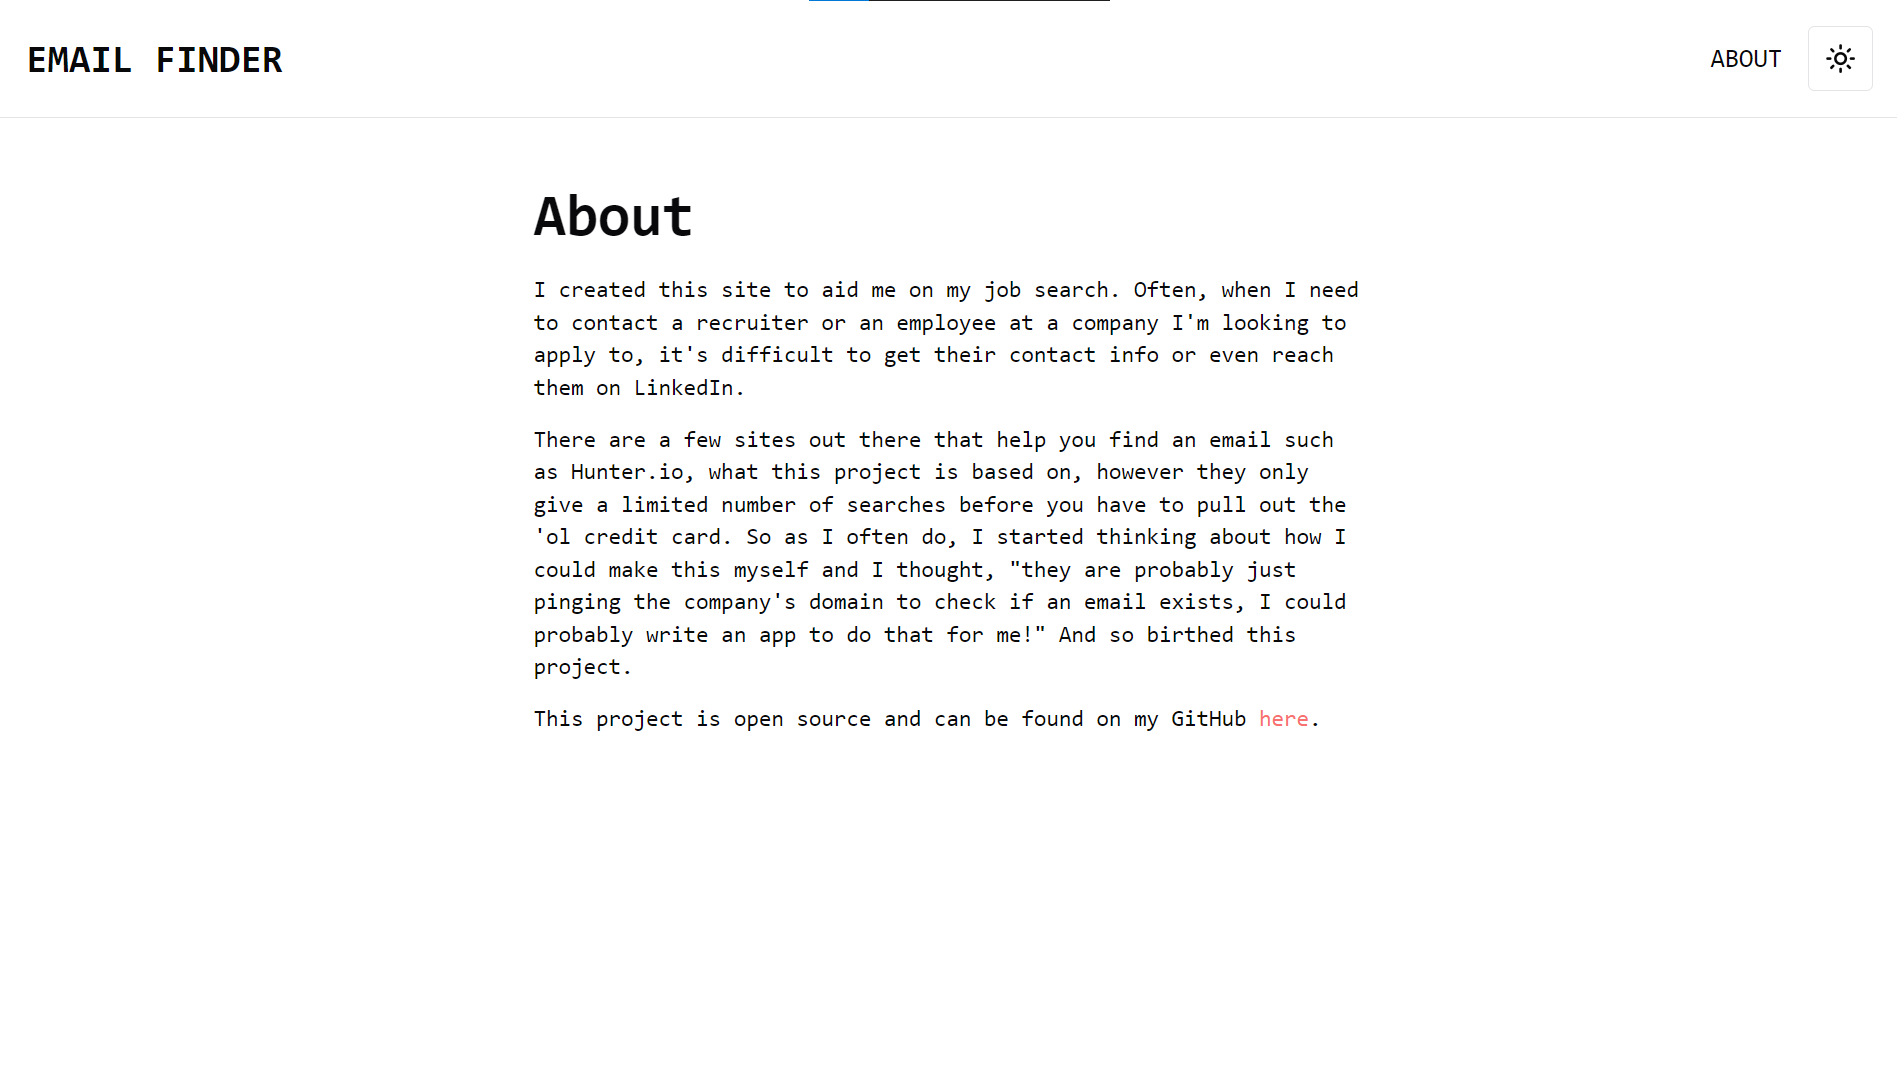 EMAIL FINDER
ABOUT
About
I created this site to aid me on my job search. Often, when I need
to contact a recruiter or an employee at a company I'm looking to
apply to, it's difficult to get their contact info or even reach
them on LinkedIn.
There are a few sites out there that help you find an email such
as Hunter.io, what this project is based on, however they only
give a limited number of searches before you have to pull out the
'ol credit card. So as I often do, I started thinking about how I
could make this myself and I thought, "they are probably just
pinging the company's domain to check if an email exists, I could
probably write an app to do that for me!" And so birthed this
project.
This project is open source and can be found on my GitHub here.